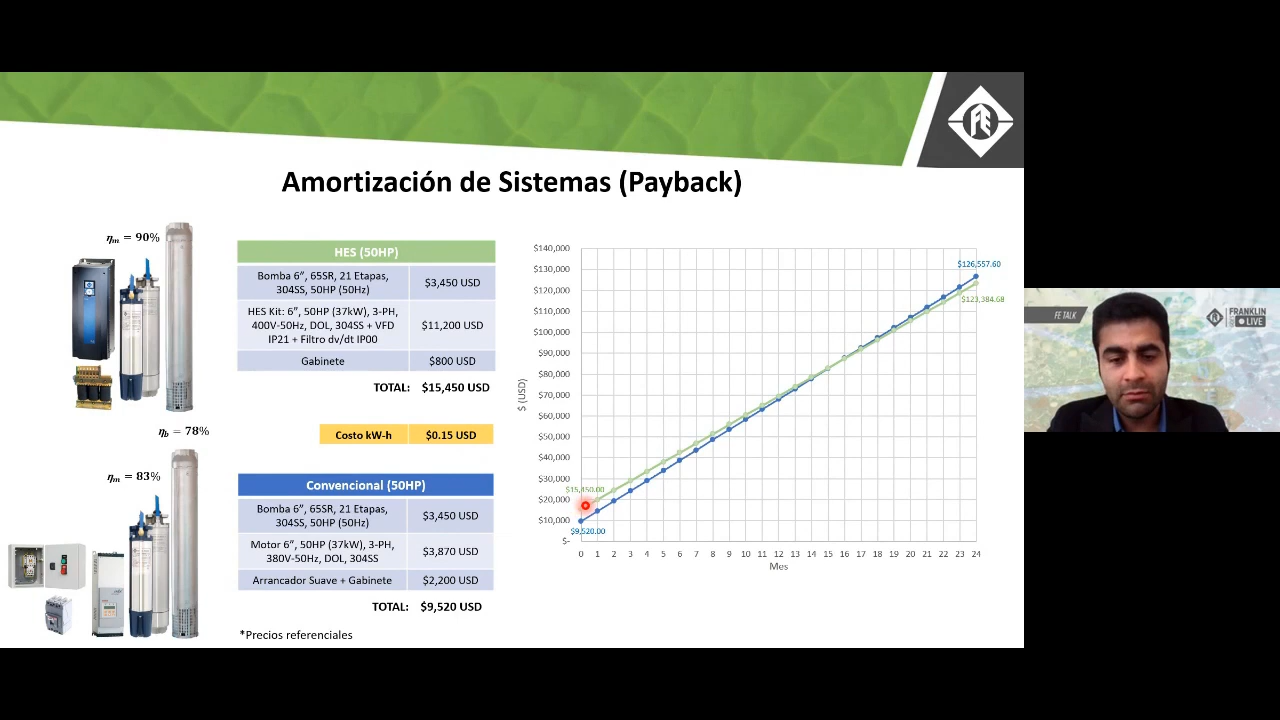 Amortización de Sistemas (Payback)
ηm = 90%
ηb = 78%
ηm = 83%
HES (50HP)
Bomba 6”, 65SR, 21 Etapas,
304SS, 50HP (50Hz)
$3,450 USD
HES Kit: 6”, 50HP (37kW), 3-PH,
400V-50Hz, DOL, 304SS + VFD
IP21 + Filtro dv/dt IP00
$11,200 USD
Gabinete
$800 USD
TOTAL: $15,450 USD
Costo kW-h
$0.15 USD
Convencional (50HP)
Bomba 6”, 65SR, 21 Etapas,
304SS, 50HP (50Hz)
$3,450 USD
Motor 6”, 50HP (37kW), 3-PH,
380V-50Hz, DOL, 304SS
$3,870 USD
Arrancador Suave + Gabinete
$2,200 USD
TOTAL: $9,520 USD
*Precios referenciales
$ (USD)
$140,000
$130,000
$120,000
$110,000
$100,000
$90,000
$80,000
$70,000
$60,000
$50,000
$40,000
$30,000
$20,000
$10,000
$-
$126,557.60
$123,384.68
$15,450.00
$9,520.00
0 1 2 3 4 5 6 7 8 9 10 11 12 13 14 15 16 17 18 19 20 21 22 23 24
Mes
FE TALK
FRANKLIN
LIVE